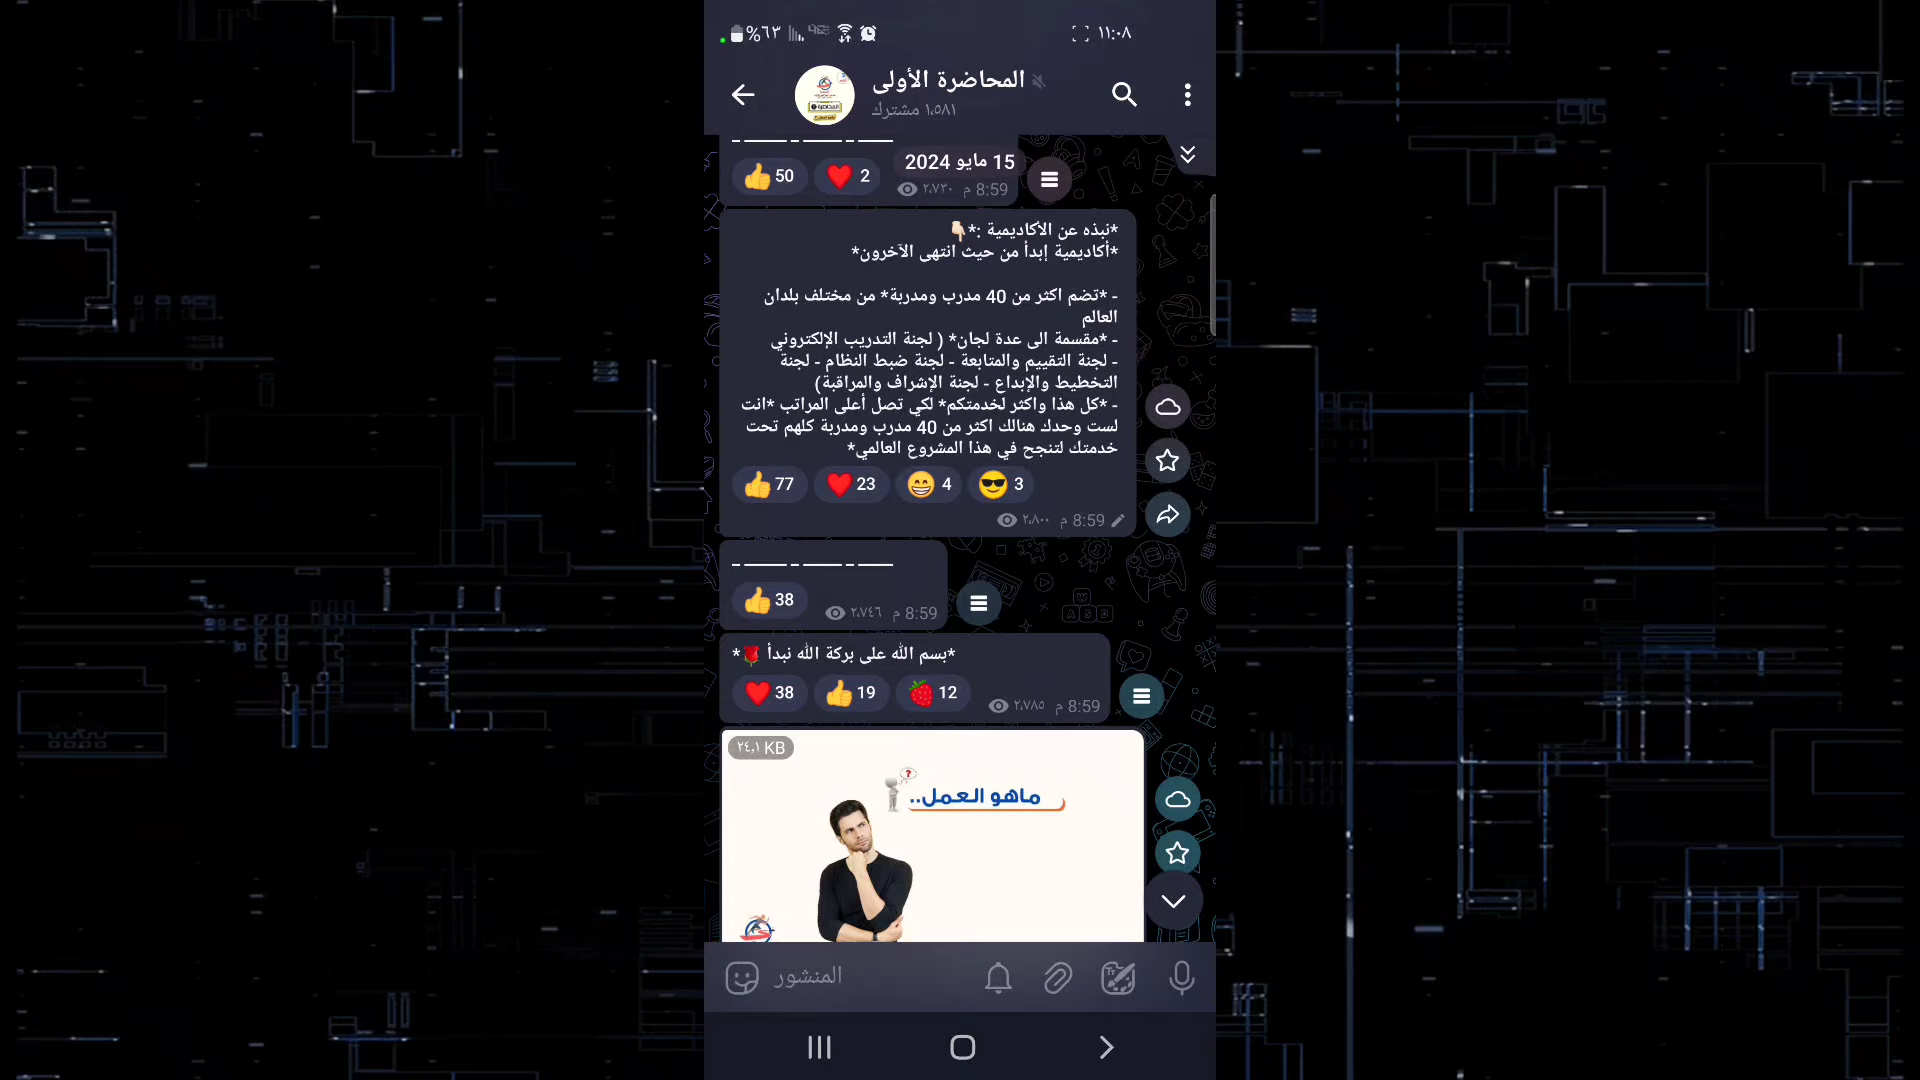 %٦٣ ١١:٠٨
المحاضرة الأولى
١،٥٨١ مشترك
15 مايو 2024
👍 50 ❤️ 2 ٢،٧٣٠ 8:59 م
*نبذه عن الأكاديمية :*👇🏻
*أكاديمية إبدأ من حيث انتهى الآخرون*
- *تضم اكثر من 40 مدرب ومدربة* من مختلف بلدان
العالم
- *مقسمة الى عدة لجان* ( لجنة التدريب الإلكتروني
- لجنة التقييم والمتابعة - لجنة ضبط النظام - لجنة
التخطيط والإبداع - لجنة الإشراف والمراقبة)
- *كل هذا واكثر لخدمتكم* لكي تصل أعلى المراتب *انت
لست وحدك هنالك اكثر من 40 مدرب ومدربة كلهم تحت
خدمتك لتنجح في هذا المشروع العالمي*
👍 77 ❤️ 23 😁 4 😎 3
٢،٨٠٠ 8:59 م
👍 38 ٢،٧٤٦ 8:59 م
*بسم الله على بركة الله نبدأ 🌹*
❤️ 38 👍 19 🍓 12 ٢،٧٨٥ 8:59 م
٢٤,١ KB
ماهو العمل..
المنشور